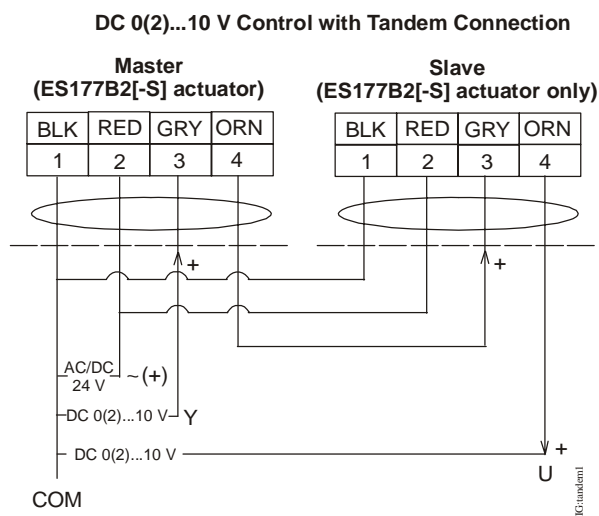 DC 0(2)...10 V Control with Tandem Connection
Master
(ES177B2[-S] actuator)
Slave
(ES177B2[-S] actuator only)
BLK RED GRY ORN
1 2 3 4
BLK RED GRY ORN
1 2 3 4
+
+
AC/DC
24 V
~ (+)
DC 0(2)...10 V
Y
DC 0(2)...10 V
+
U
COM
IG:tandem1